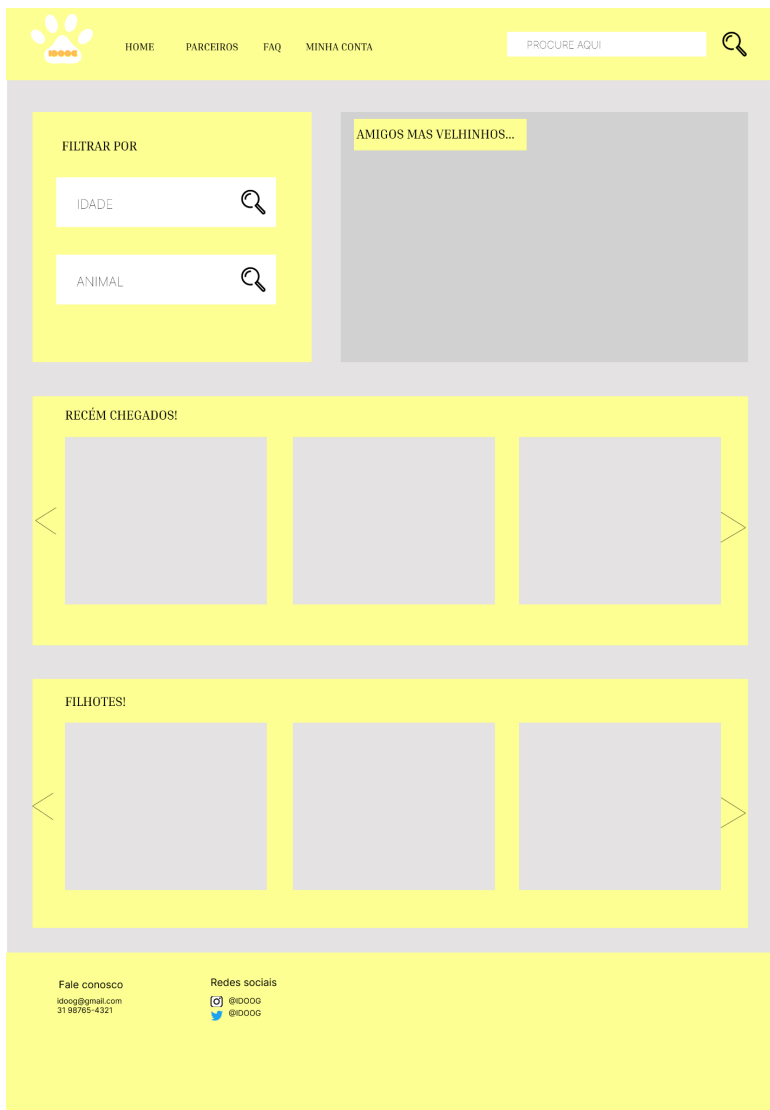 IDOOG
HOME PARCEIROS FAQ MINHA CONTA
PROCURE AQUI
FILTRAR POR
IDADE
ANIMAL
AMIGOS MAS VELHINHOS...
RECÉM CHEGADOS!
FILHOTES!
Fale conosco
idoog@gmail.com
31 98765-4321
Redes sociais
@IDOOG
@IDOOG